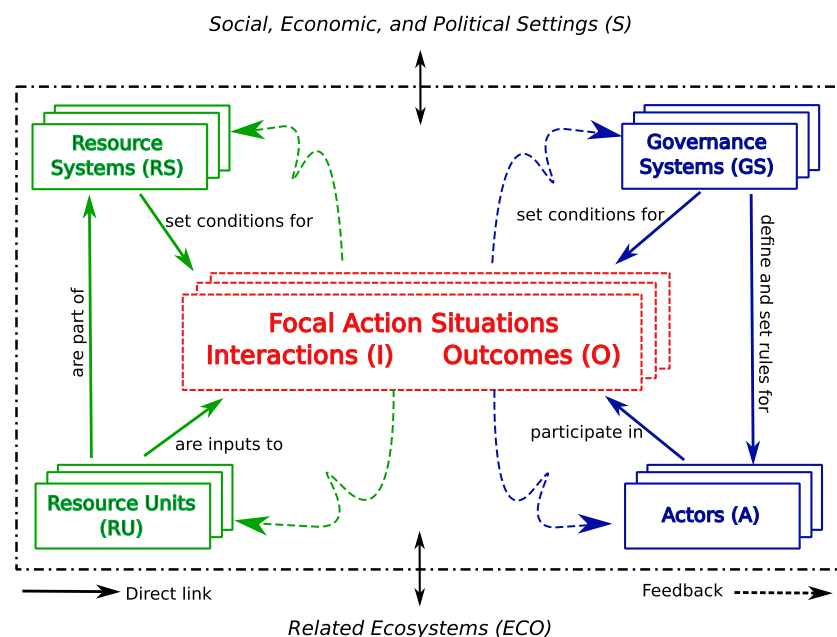 Social, Economic, and Political Settings (S)
Resource
Systems (RS)
Governance
Systems (GS)
set conditions for
set conditions for
are part of
define and set rules for
Focal Action Situations
Interactions (I) Outcomes (O)
are inputs to
participate in
Resource Units
(RU)
Actors (A)
Direct link
Feedback
Related Ecosystems (ECO)